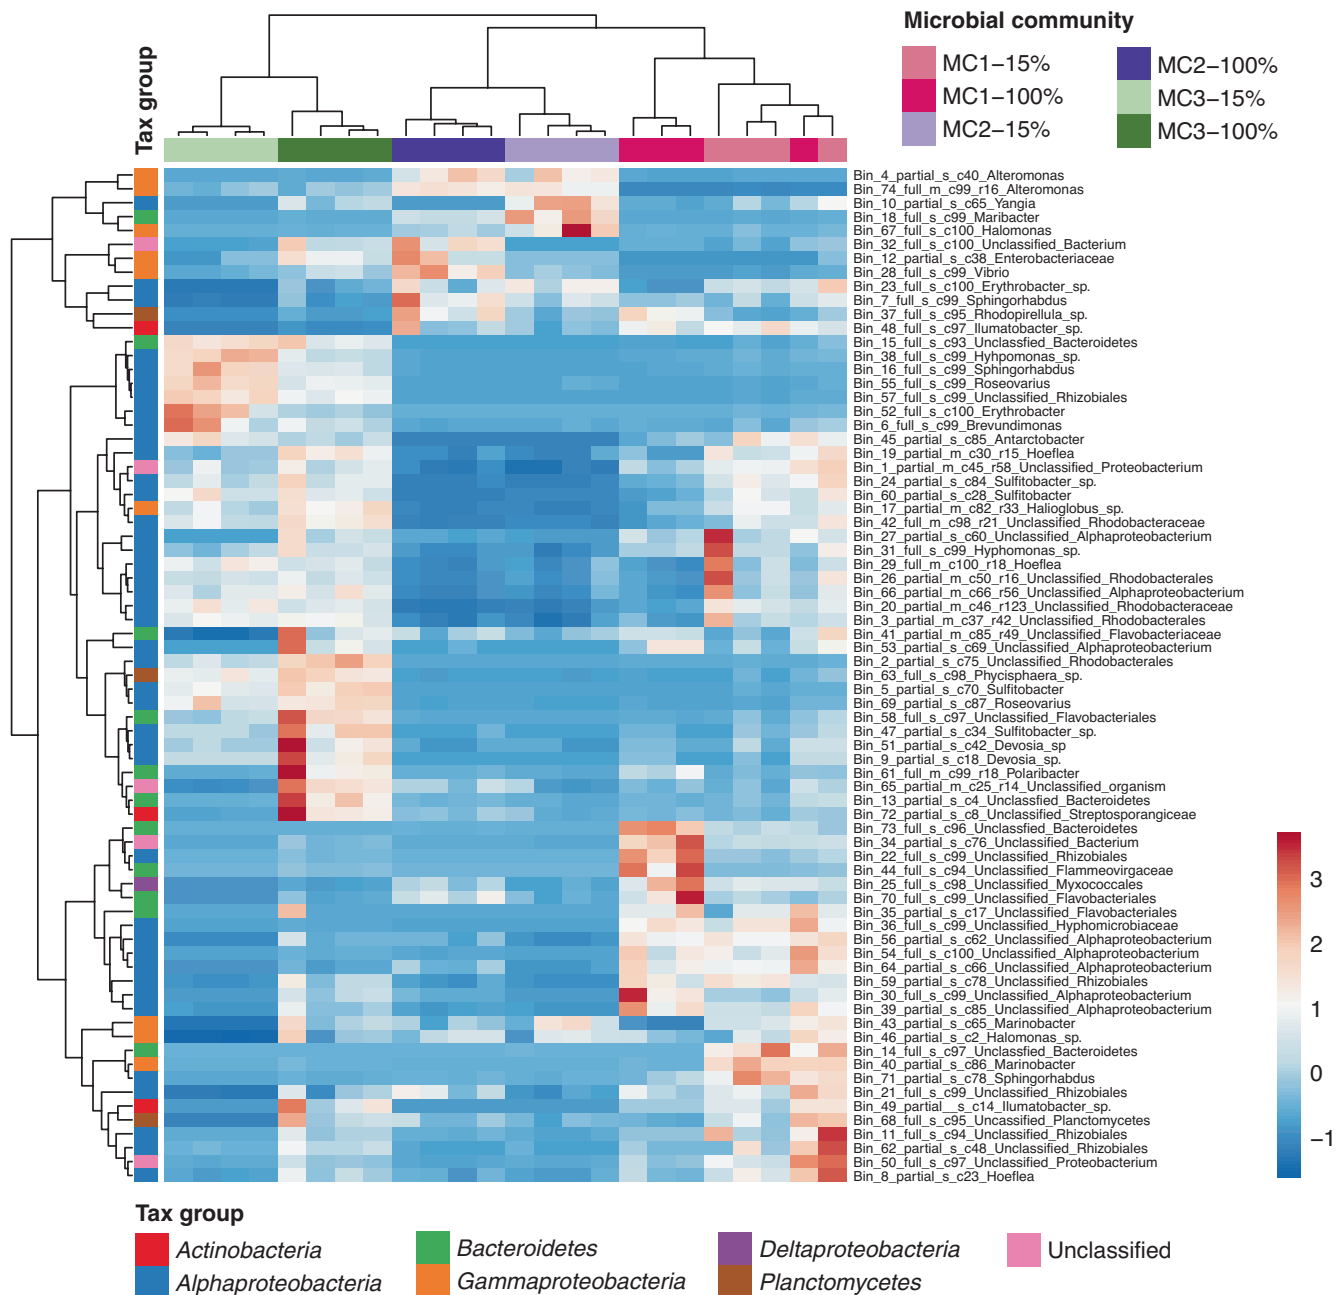 Microbial community
MC1–15%
MC1–100%
MC2–15%
MC2–100%
MC3–15%
MC3–100%
Tax group
Bin_4_partial_s_c40_Alteromonas
Bin_74_full_m_c99_r16_Alteromonas
Bin_10_partial_s_c65_Yangia
Bin_18_full_s_c99_Maribacter
Bin_67_full_s_c100_Halomonas
Bin_32_full_s_c100_Unclassified_Bacterium
Bin_12_partial_s_c38_Enterobacteriaceae
Bin_28_full_s_c99_Vibrio
Bin_23_full_s_c100_Erythrobacter_sp.
Bin_7_full_s_c99_Sphingorhabdus
Bin_37_full_s_c95_Rhodopirellula_sp.
Bin_48_full_s_c97_Ilumatobacter_sp.
Bin_15_full_s_c93_Unclassfied_Bacteroidetes
Bin_38_full_s_c99_Hyhpomonas_sp.
Bin_16_full_s_c99_Sphingorhabdus
Bin_55_full_s_c99_Roseovarius
Bin_57_full_s_c99_Unclassified_Rhizobiales
Bin_52_full_s_c100_Erythrobacter
Bin_6_full_s_c99_Brevundimonas
Bin_45_partial_s_c85_Antarctobacter
Bin_19_partial_m_c30_r15_Hoeflea
Bin_1_partial_m_c45_r58_Unclassified_Proteobacterium
Bin_24_partial_s_c84_Sulfitobacter_sp.
Bin_60_partial_s_c28_Sulfitobacter
Bin_17_partial_m_c82_r33_Halioglobus_sp.
Bin_42_full_m_c98_r21_Unclassified_Rhodobacteraceae
Bin_27_partial_s_c60_Unclassified_Alphaproteobacterium
Bin_31_full_s_c99_Hyphomonas_sp.
Bin_29_full_m_c100_r18_Hoeflea
Bin_26_partial_m_c50_r16_Unclassified_Rhodobacterales
Bin_66_partial_m_c66_r56_Unclassified_Alphaproteobacterium
Bin_20_partial_m_c46_r123_Unclassified_Rhodobacteraceae
Bin_3_partial_m_c37_r42_Unclassified_Rhodobacterales
Bin_41_partial_m_c85_r49_Unclassified_Flavobacteriaceae
Bin_53_partial_s_c69_Unclassified_Alphaproteobacterium
Bin_2_partial_s_c75_Unclassified_Rhodobacterales
Bin_63_full_s_c98_Phycisphaera_sp.
Bin_5_partial_s_c70_Sulfitobacter
Bin_69_partial_s_c87_Roseovarius
Bin_58_full_s_c97_Unclassified_Flavobacteriales
Bin_47_partial_s_c34_Sulfitobacter_sp.
Bin_51_partial_s_c42_Devosia_sp
Bin_9_partial_s_c18_Devosia_sp.
Bin_61_full_m_c99_r18_Polaribacter
Bin_65_partial_m_c25_r14_Unclassified_organism
Bin_13_partial_s_c4_Unclassfied_Bacteroidetes
Bin_72_partial_s_c8_Unclassified_Streptosporangiceae
Bin_73_full_s_c96_Unclassfied_Bacteroidetes
Bin_34_partial_s_c76_Unclassified_Bacterium
Bin_22_full_s_c99_Unclassified_Rhizobiales
Bin_44_full_s_c94_Unclassified_Flammeovirgaceae
Bin_25_full_s_c98_Unclassified_Myxococcales
Bin_70_full_s_c99_Unclassified_Flavobacteriales
Bin_35_partial_s_c17_Unclassified_Flavobacteriales
Bin_36_full_s_c99_Unclassified_Hyphomicrobiaceae
Bin_56_partial_s_c62_Unclassified_Alphaproteobacterium
Bin_54_full_s_c100_Unclassified_Alphaproteobacterium
Bin_64_partial_s_c66_Unclassified_Alphaproteobacterium
Bin_59_partial_s_c78_Unclassified_Rhizobiales
Bin_30_full_s_c99_Unclassified_Alphaproteobacterium
Bin_39_partial_s_c85_Unclassified_Alphaproteobacterium
Bin_43_partial_s_c65_Marinobacter
Bin_46_partial_s_c2_Halomonas_sp.
Bin_14_full_s_c97_Unclassfied_Bacteroidetes
Bin_40_partial_s_c86_Marinobacter
Bin_71_partial_s_c78_Sphingorhabdus
Bin_21_full_s_c99_Unclassified_Rhizobiales
Bin_49_partial__s_c14_Ilumatobacter_sp.
Bin_68_full_s_c95_Uncassified_Planctomycetes
Bin_11_full_s_c94_Unclassified_Rhizobiales
Bin_62_partial_s_c48_Unclassified_Rhizobiales
Bin_50_full_s_c97_Unclassified_Proteobacterium
Bin_8_partial_s_c23_Hoeflea
3
2
1
0
−1
Tax group
Actinobacteria
Bacteroidetes
Deltaproteobacteria
Unclassified
Alphaproteobacteria
Gammaproteobacteria
Planctomycetes